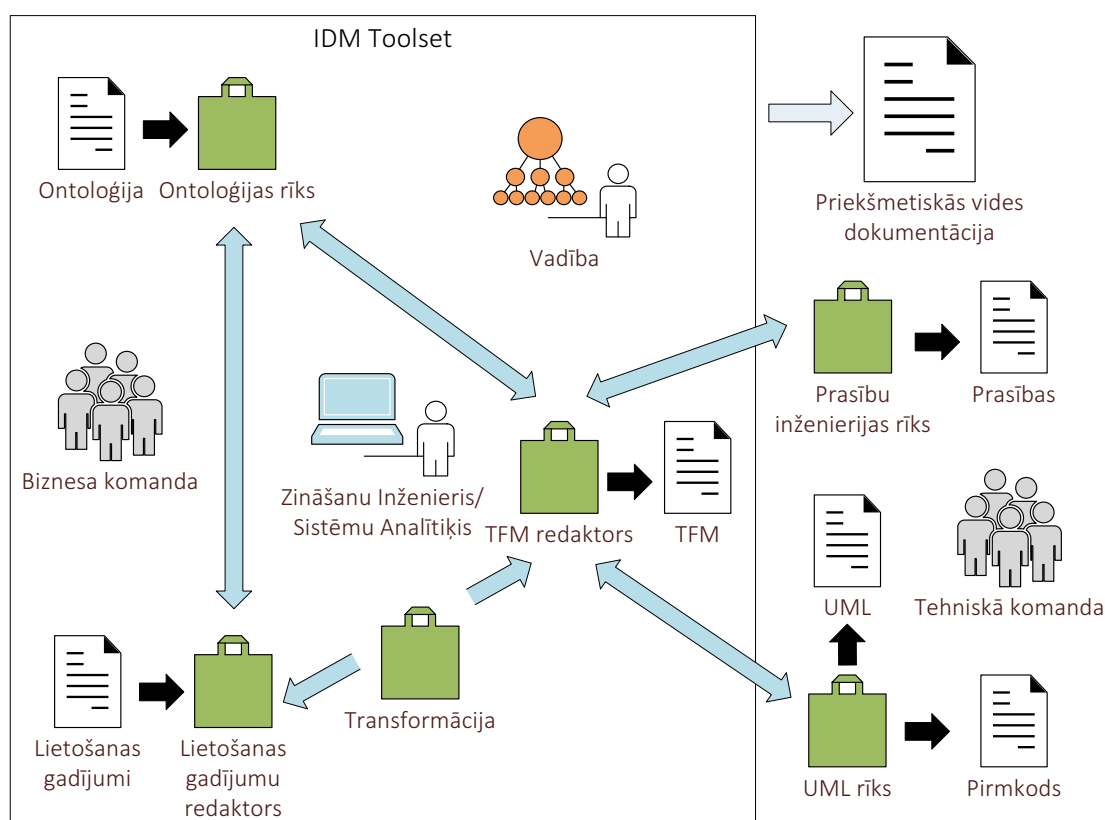 IDM Toolset
Ontoloģija
Ontoloģijas rīks
Vadība
Priekšmetiskās vides
dokumentācija
Biznesa komanda
Zināšanu Inženieris/
Sistēmu Analītiķis
TFM redaktors
TFM
Prasību
inženierijas rīks
Prasības
UML
Tehniskā komanda
Lietošanas
gadījumi
Lietošanas
gadījumu
redaktors
Transformācija
UML rīks
Pirmkods